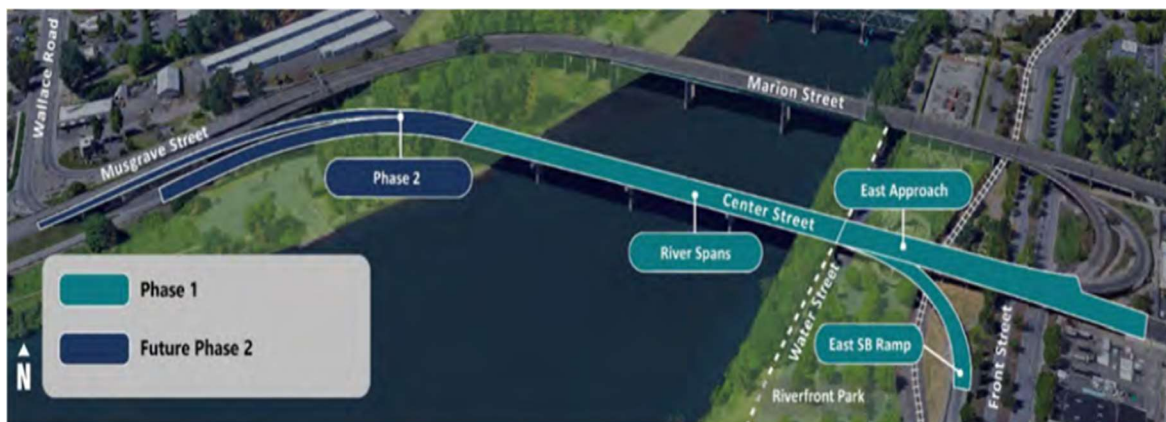 Wallace Road
Musgrave Street
Marion Street
Phase 2
East Approach
Center Street
River Spans
Water Street
East SB Ramp
Front Street
Riverfront Park
Phase 1
Future Phase 2
N